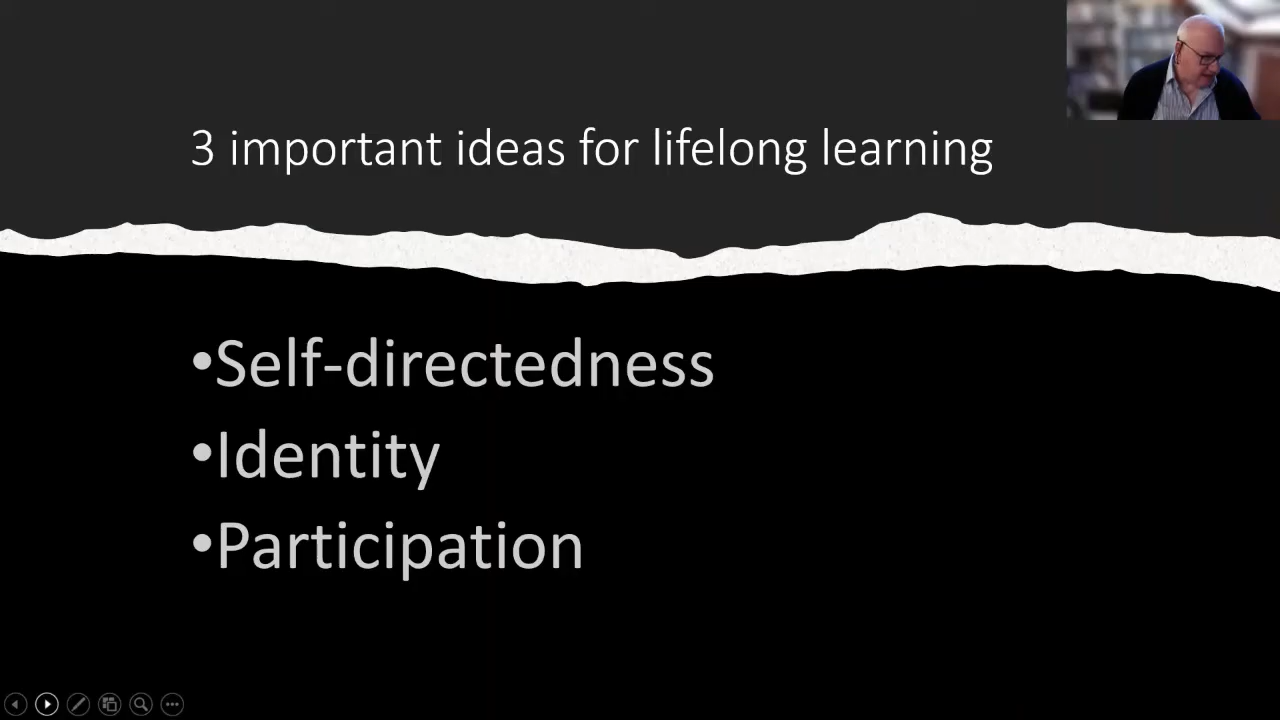 3 important ideas for lifelong learning
•Self-directedness
•Identity
•Participation